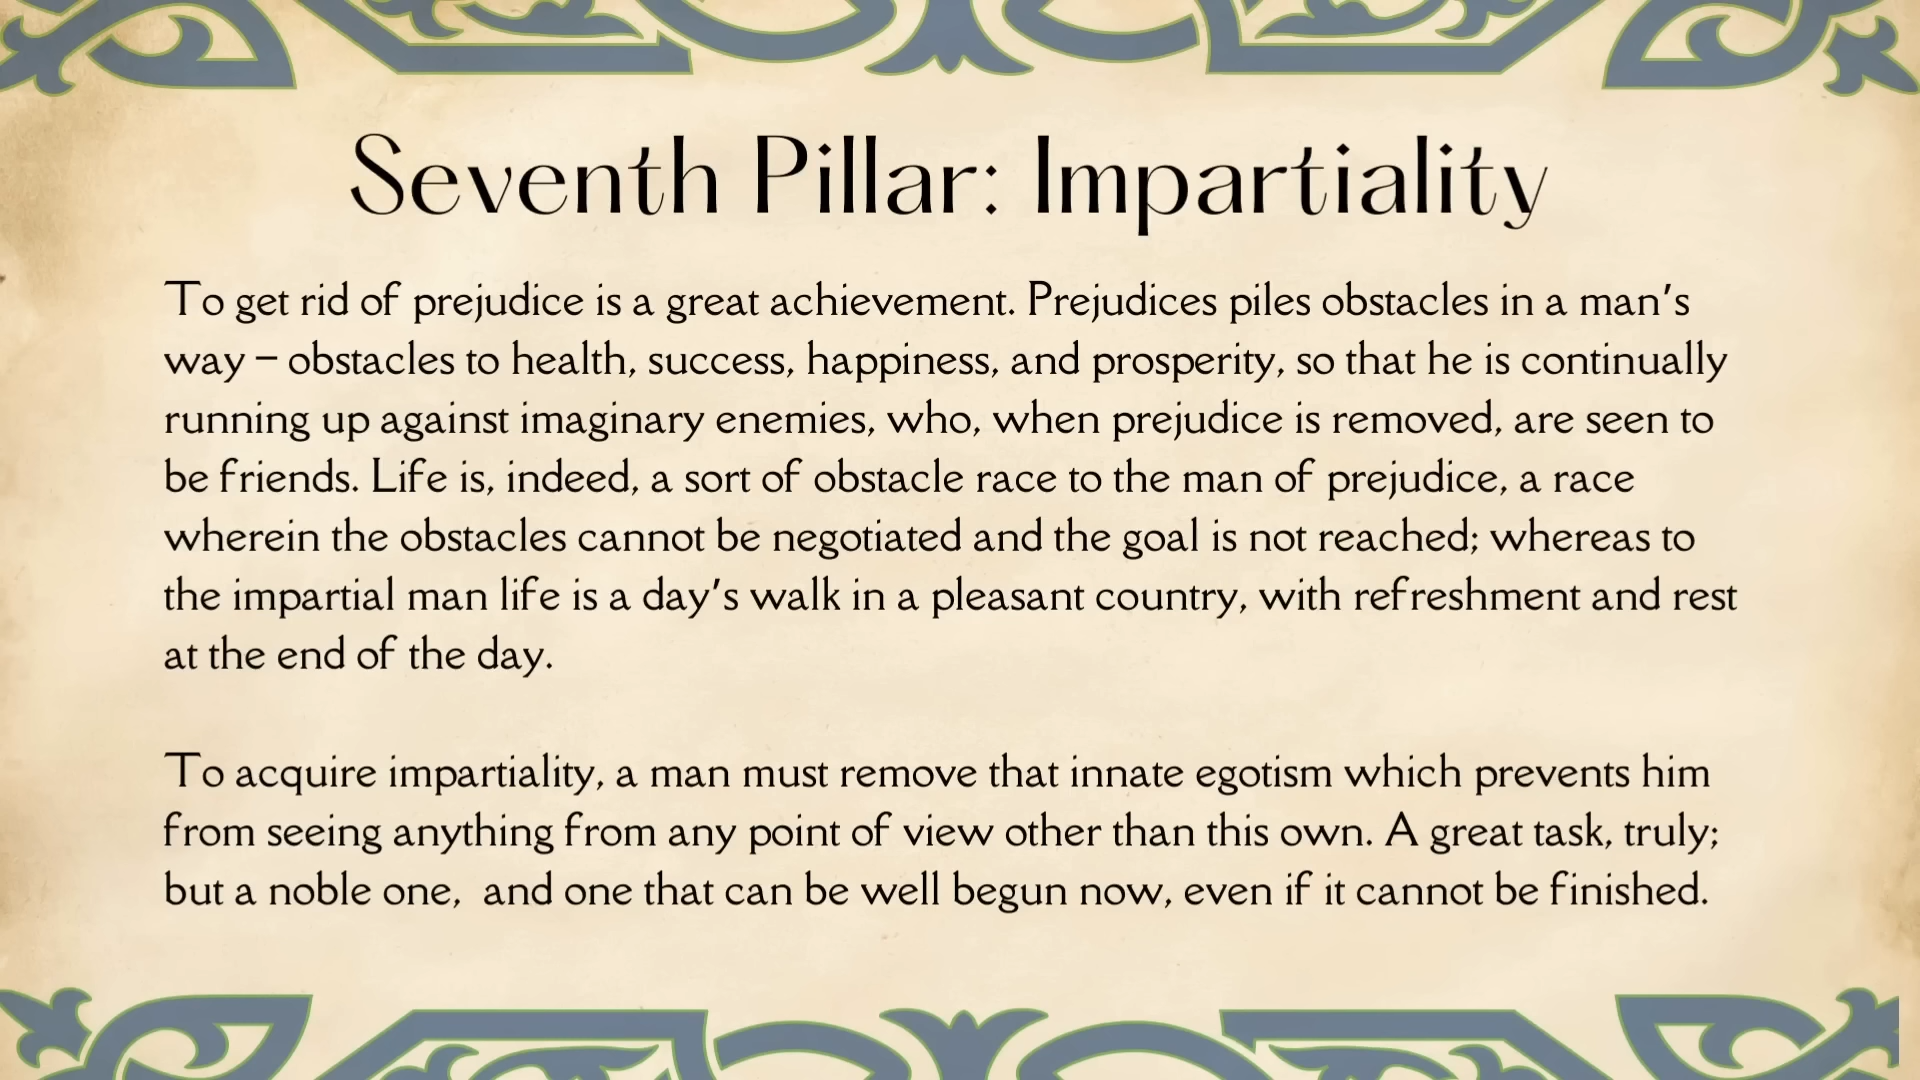 Seventh Pillar: Impartiality
To get rid of prejudice is a great achievement. Prejudices piles obstacles in a man's
way – obstacles to health, success, happiness, and prosperity, so that he is continually
running up against imaginary enemies, who, when prejudice is removed, are seen to
be friends. Life is, indeed, a sort of obstacle race to the man of prejudice, a race
wherein the obstacles cannot be negotiated and the goal is not reached; whereas to
the impartial man life is a day's walk in a pleasant country, with refreshment and rest
at the end of the day.
To acquire impartiality, a man must remove that innate egotism which prevents him
from seeing anything from any point of view other than this own. A great task, truly;
but a noble one,  and one that can be well begun now, even if it cannot be finished.